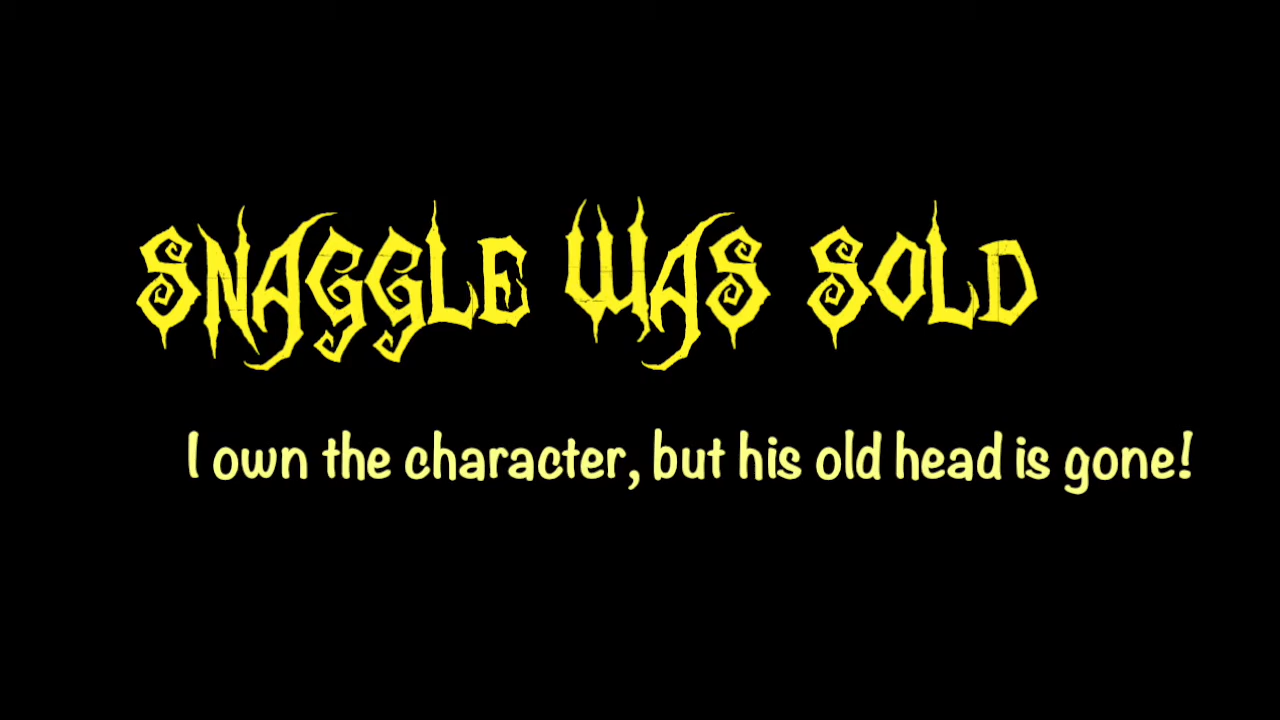 SNAGGLE WAS SOLD
I own the character, but his old head is gone!